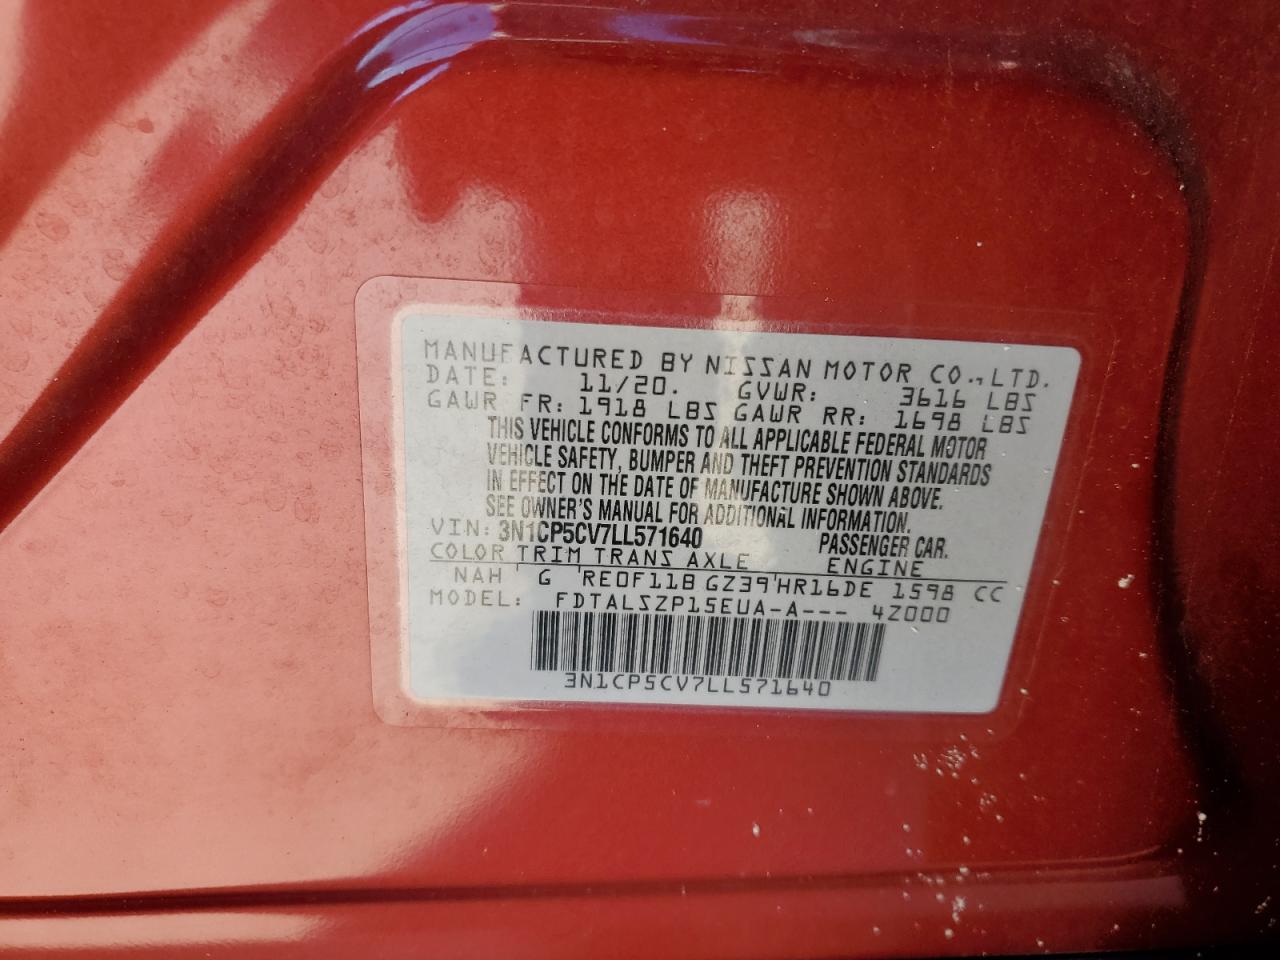 MANUFACTURED BY NISSAN MOTOR CO., LTD.
DATE: 11/20. GVWR: 3616 LBS
GAWR FR: 1918 LBS GAWR RR: 1698 LBS
THIS VEHICLE CONFORMS TO ALL APPLICABLE FEDERAL MOTOR
VEHICLE SAFETY, BUMPER AND THEFT PREVENTION STANDARDS
IN EFFECT ON THE DATE OF MANUFACTURE SHOWN ABOVE.
SEE OWNER'S MANUAL FOR ADDITIONAL INFORMATION.
VIN: 3N1CP5CV7LL571640 PASSENGER CAR.
COLOR TRIM TRANS AXLE ENGINE
NAH G RE0F11B GZ39 HR16DE 1598 CC
MODEL: FDTALSZP15EUA-A--- 4Z000
3N1CP5CV7LL571640